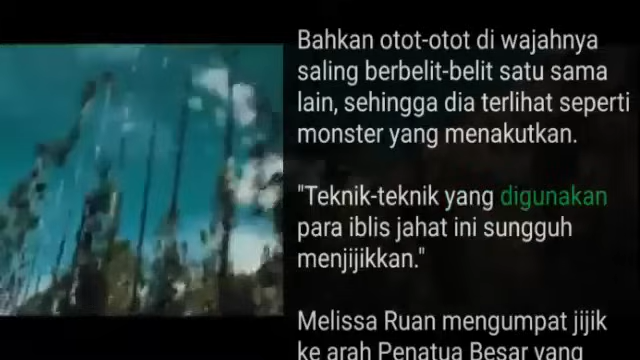 Bahkan otot-otot di wajahnya
saling berbelit-belit satu sama
lain, sehingga dia terlihat seperti
monster yang menakutkan.
"Teknik-teknik yang digunakan
para iblis jahat ini sungguh
menjijikkan."
Melissa Ruan mengumpat jijik
ke arah Penatua Besar yang